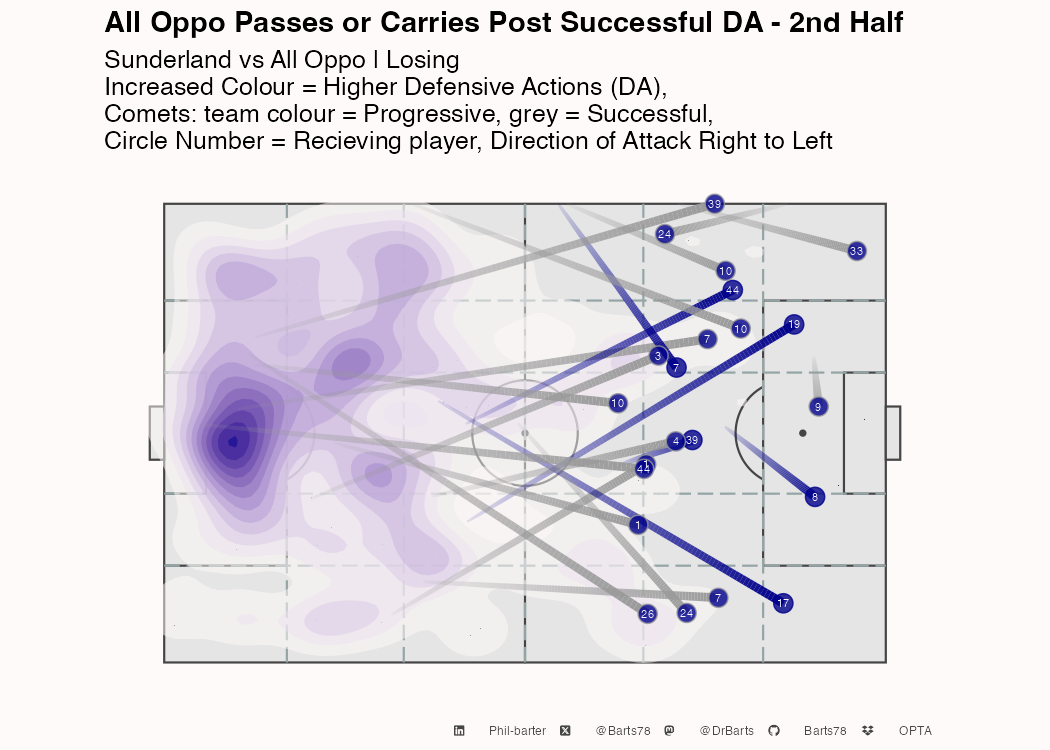 All Oppo Passes or Carries Post Successful DA - 2nd Half
Sunderland vs All Oppo | Losing
Increased Colour = Higher Defensive Actions (DA),
Comets: team colour = Progressive, grey = Successful,
Circle Number = Recieving player, Direction of Attack Right to Left
39
24
33
10
44
10
19
7
3
7
10
9
4
39
1
44
8
1
7
17
26
24
Phil-barter
@Barts78
@DrBarts
Barts78
OPTA